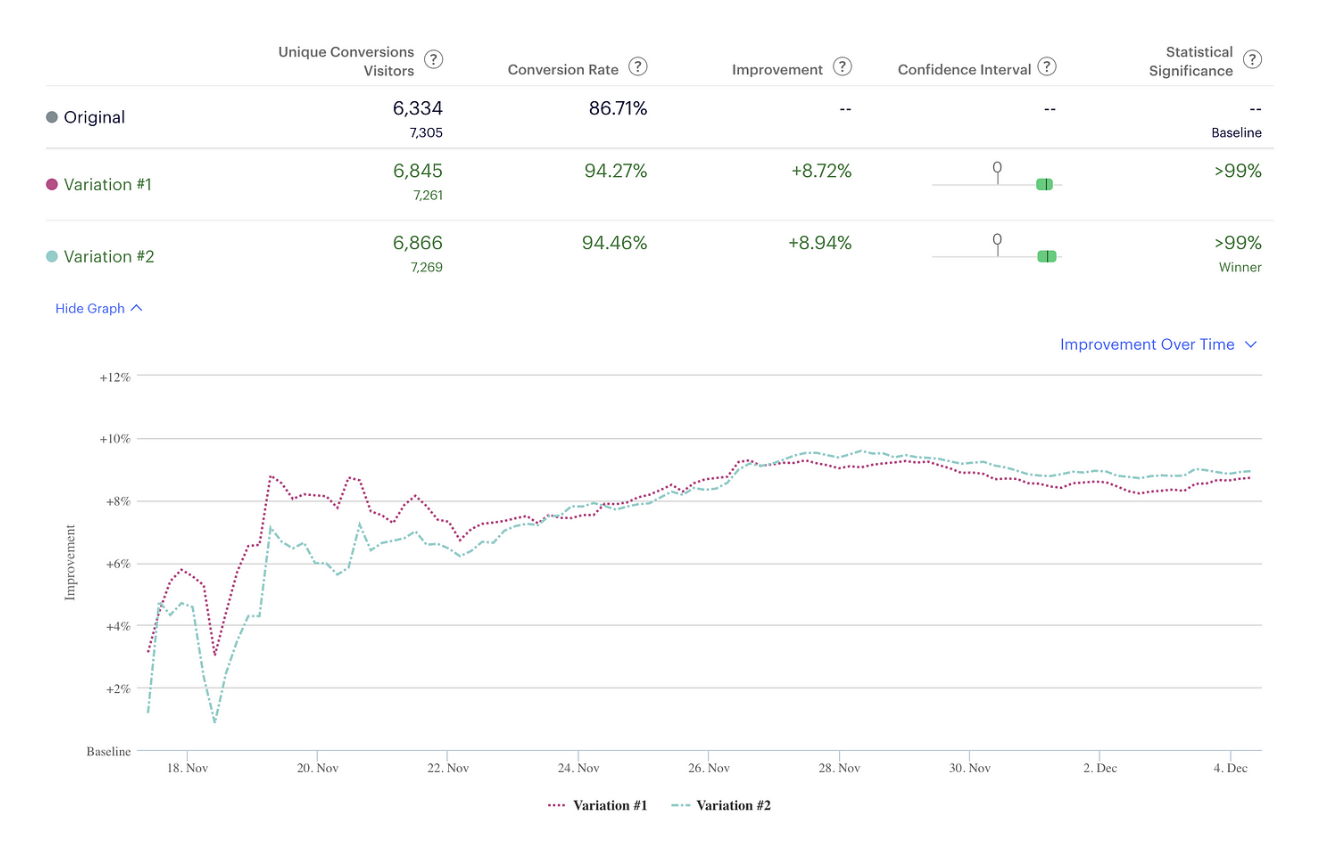 Unique Conversions
Visitors ?
Conversion Rate ?
Improvement ?
Confidence Interval ?
Statistical
Significance ?
Original
6,334
7,305
86.71%
--
--
--
Baseline
Variation #1
6,845
7,261
94.27%
+8.72%
0
>99%
Variation #2
6,866
7,269
94.46%
+8.94%
0
>99%
Winner
Hide Graph
Improvement Over Time
+12%
+10%
+8%
+6%
+4%
+2%
Baseline
Improvement
18. Nov
20. Nov
22. Nov
24. Nov
26. Nov
28. Nov
30. Nov
2. Dec
4. Dec
Variation #1
Variation #2